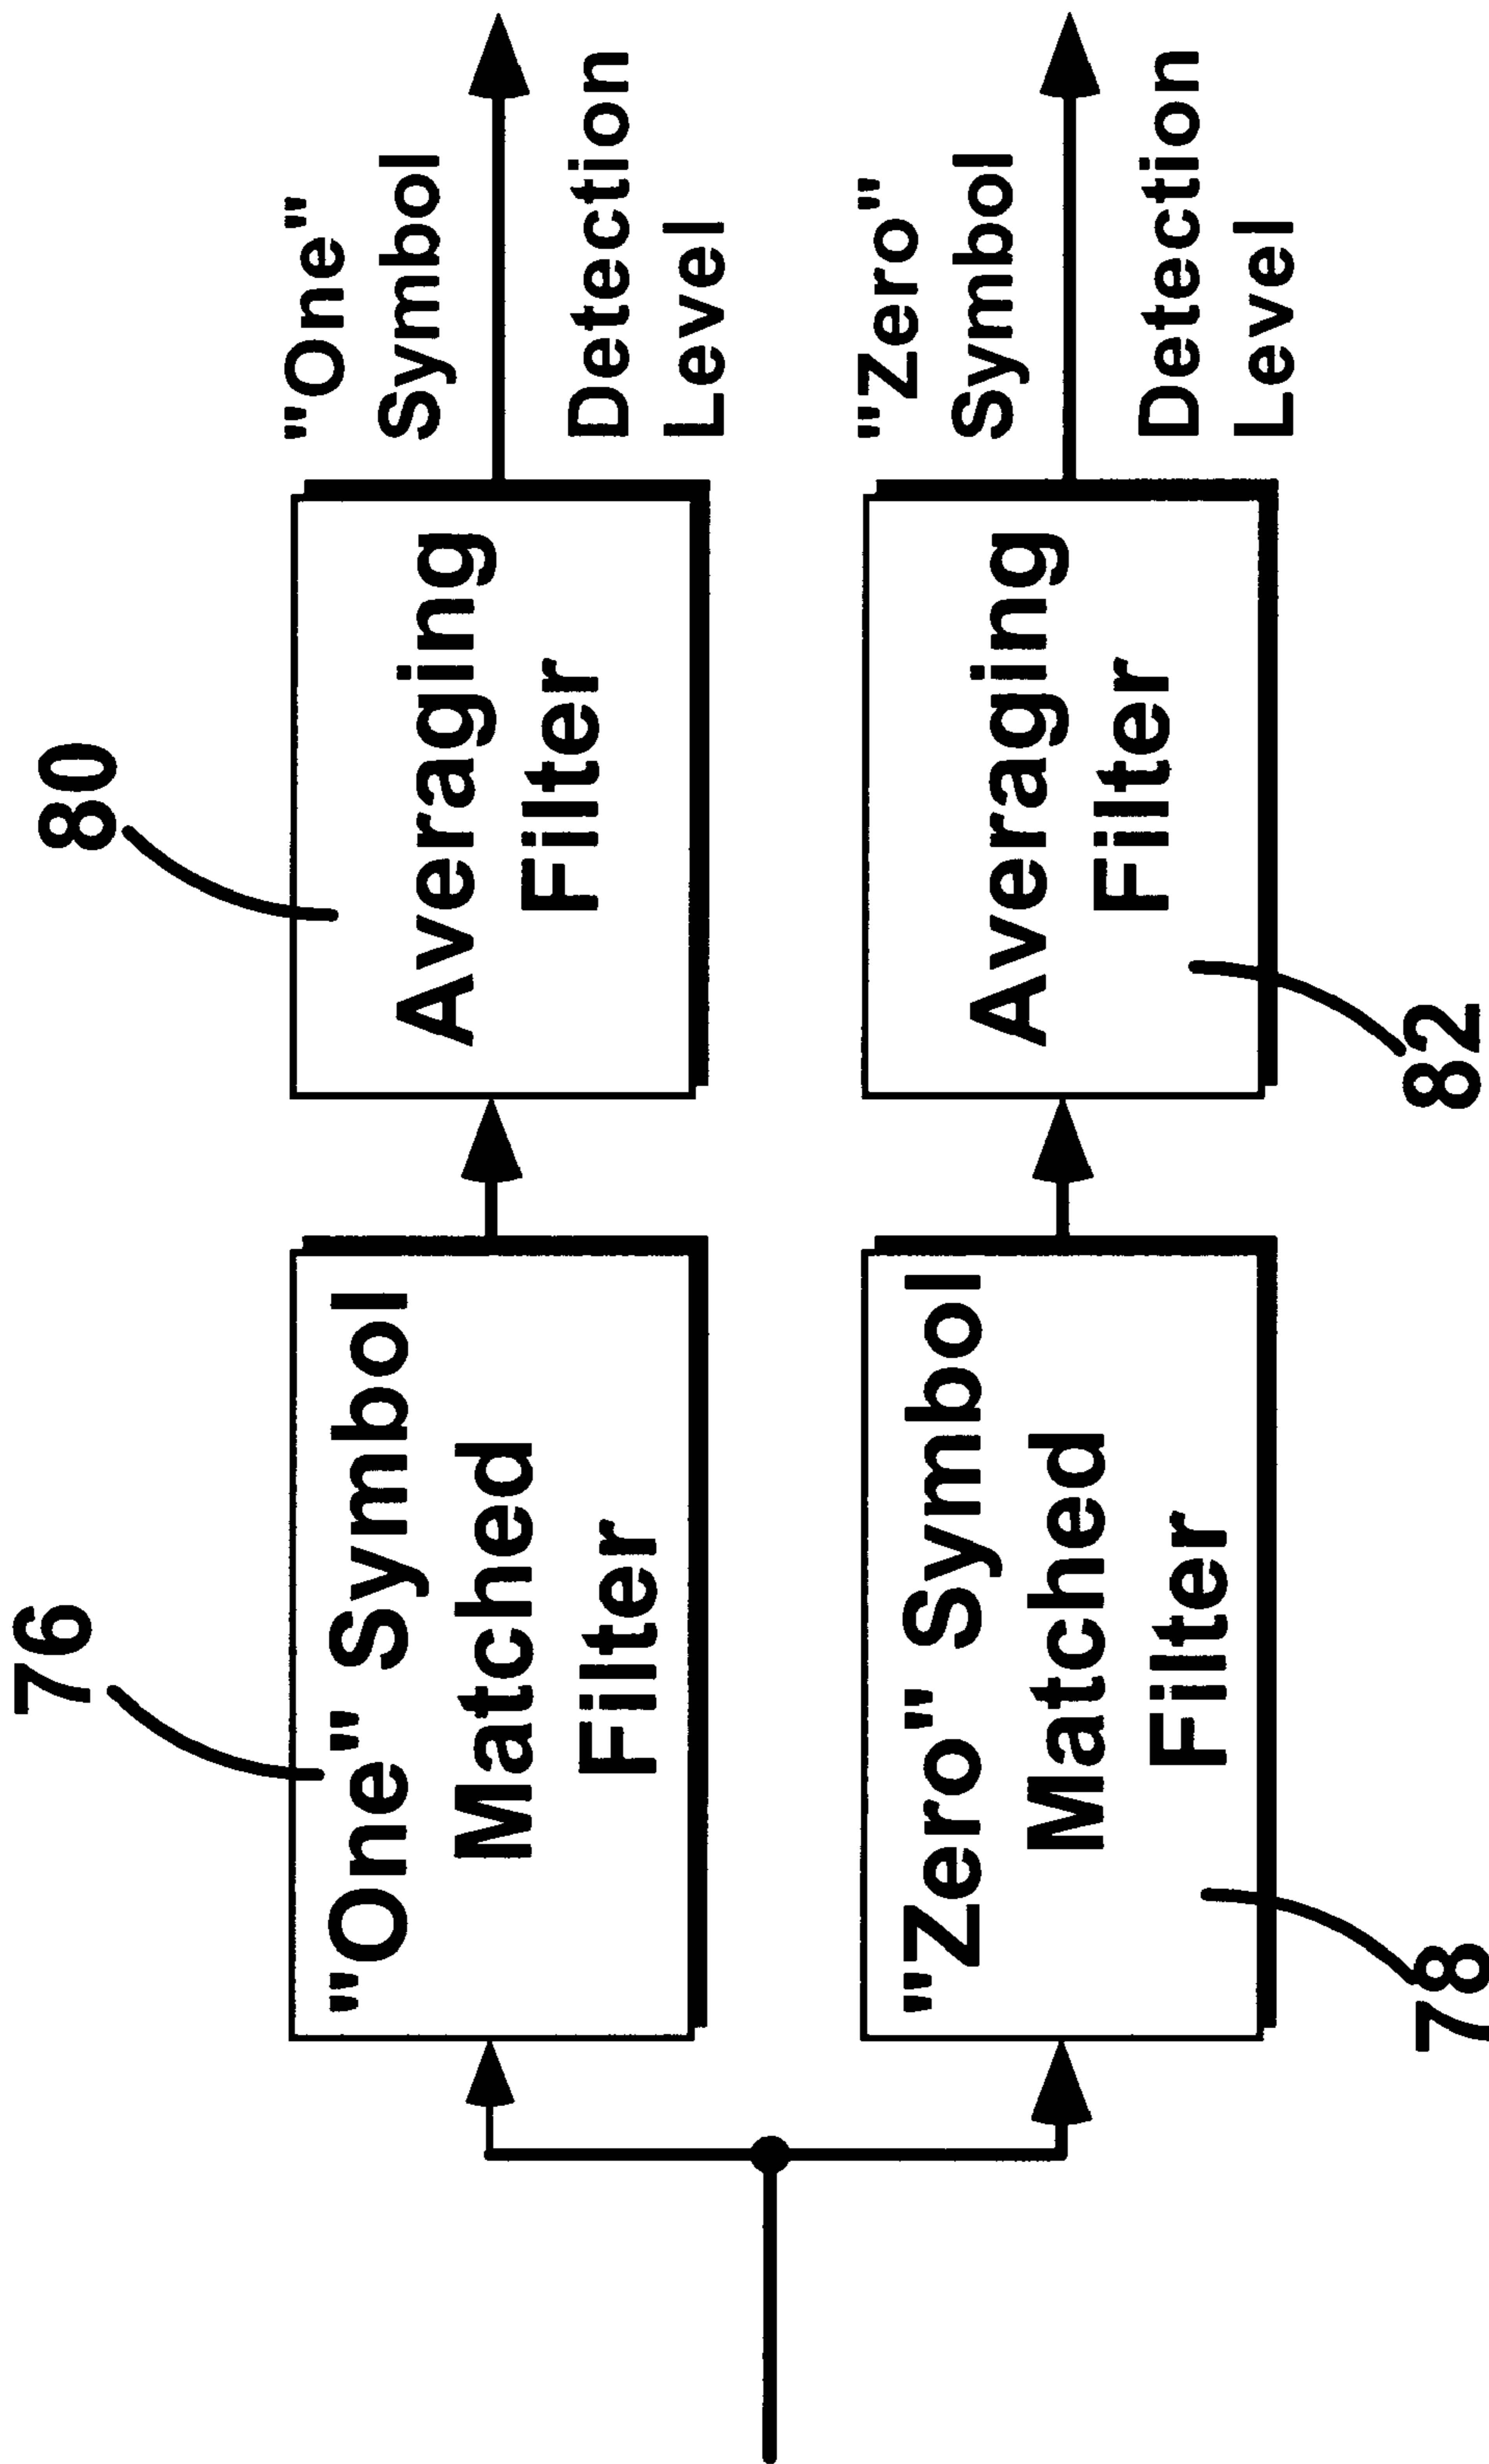 76
"One" Symbol
Matched
Filter
80
Averaging
Filter
"One"
Symbol
Detection
Level
"Zero" Symbol
Matched
Filter
78
Averaging
Filter
82
"Zero"
Symbol
Detection
Level